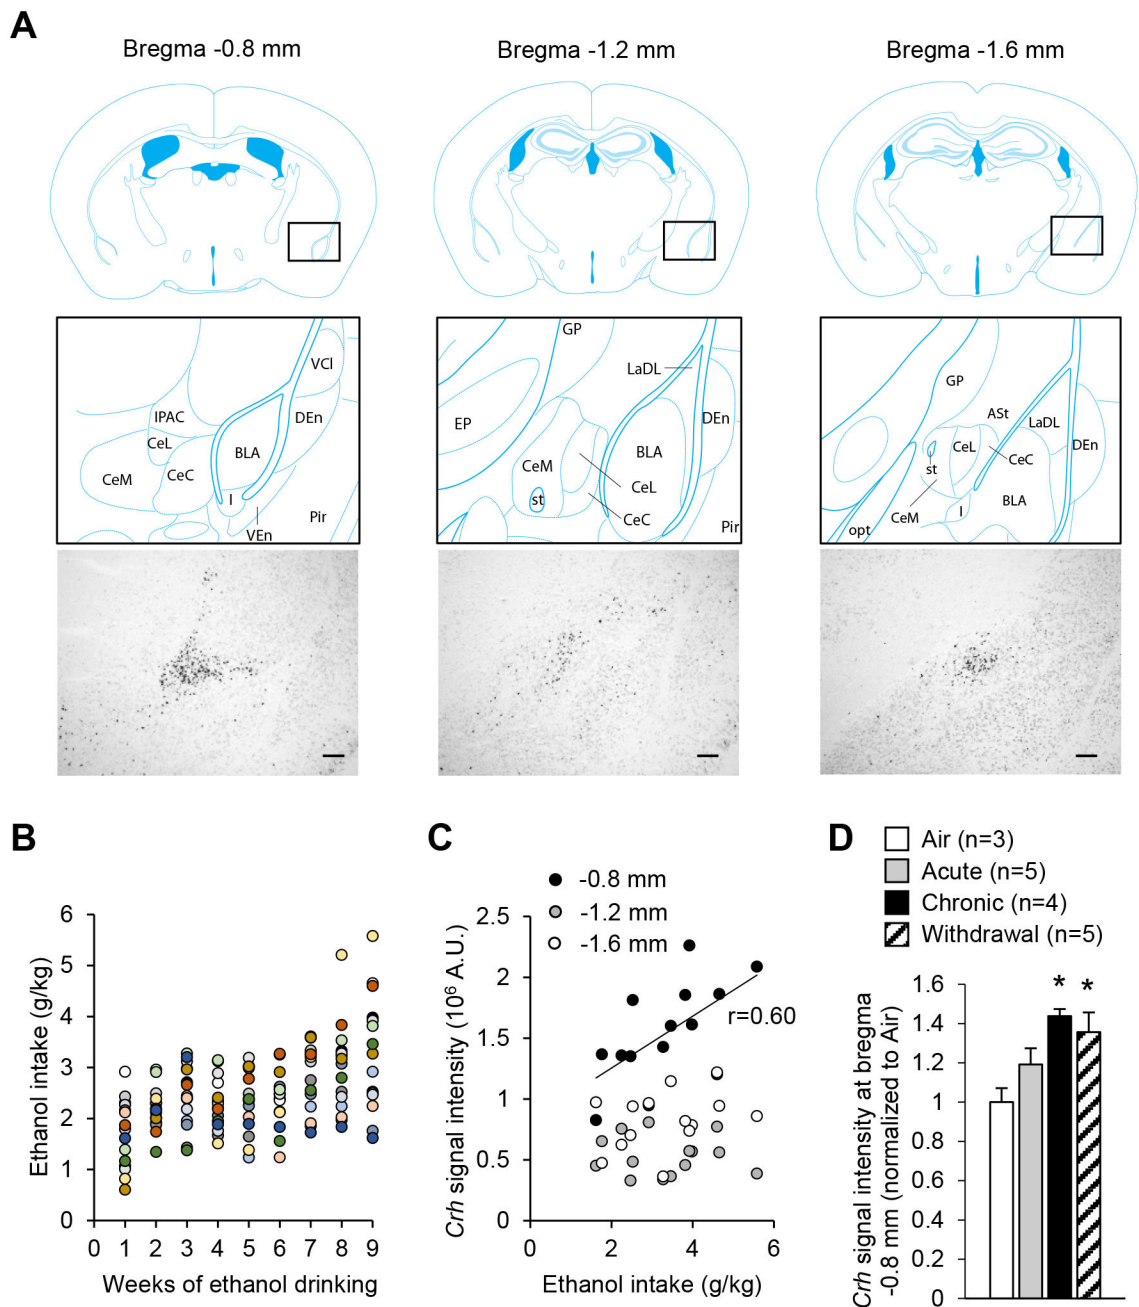 A
Bregma -0.8 mm
Bregma -1.2 mm
Bregma -1.6 mm
VCl
IPAC
DEn
CeL
BLA
CeM
CeC
I
Pir
VEn
GP
LaDL
EP
DEn
BLA
CeM
CeL
st
CeC
Pir
GP
ASt
LaDL
DEn
CeL
CeC
st
I
BLA
CeM
opt
B
Ethanol intake (g/kg)
6
5
4
3
2
1
0
0 1 2 3 4 5 6 7 8 9
Weeks of ethanol drinking
C
-0.8 mm
-1.2 mm
-1.6 mm
Crh signal intensity (10⁶ A.U.)
2.5
2
1.5
1
0.5
0
r=0.60
0 2 4 6
Ethanol intake (g/kg)
D
Air (n=3)
Acute (n=5)
Chronic (n=4)
Withdrawal (n=5)
Crh signal intensity at bregma
-0.8 mm (normalized to Air)
1.6
1.4
1.2
1
0.8
0.6
0.4
0.2
0
* *